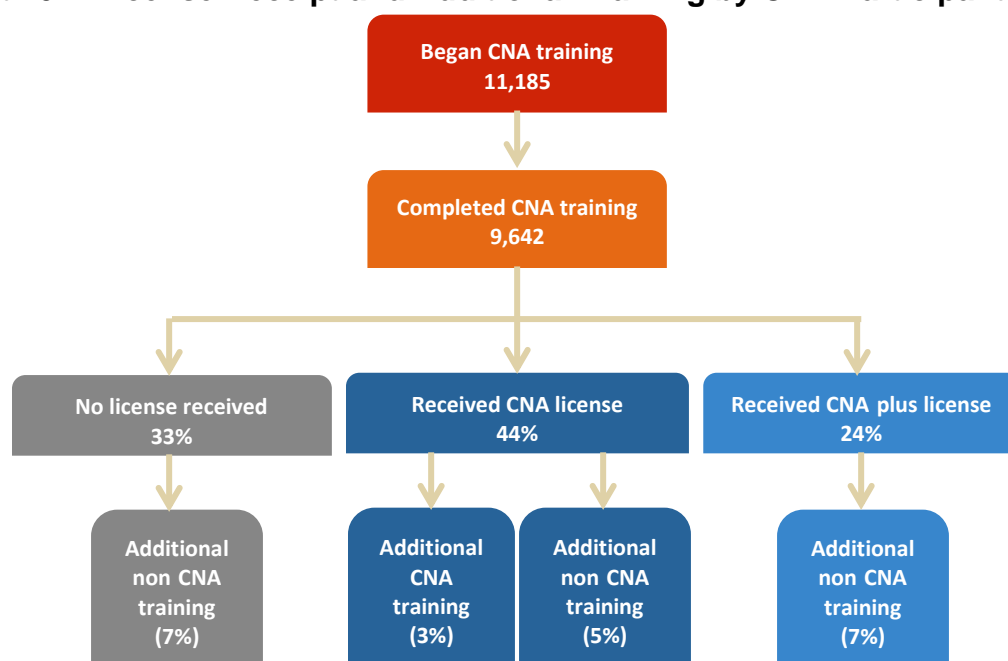 Began CNA training
11,185
Completed CNA training
9,642
No license received
33%
Received CNA license
44%
Received CNA plus license
24%
Additional
non CNA
training
(7%)
Additional
CNA
training
(3%)
Additional
non CNA
training
(5%)
Additional
non CNA
training
(7%)